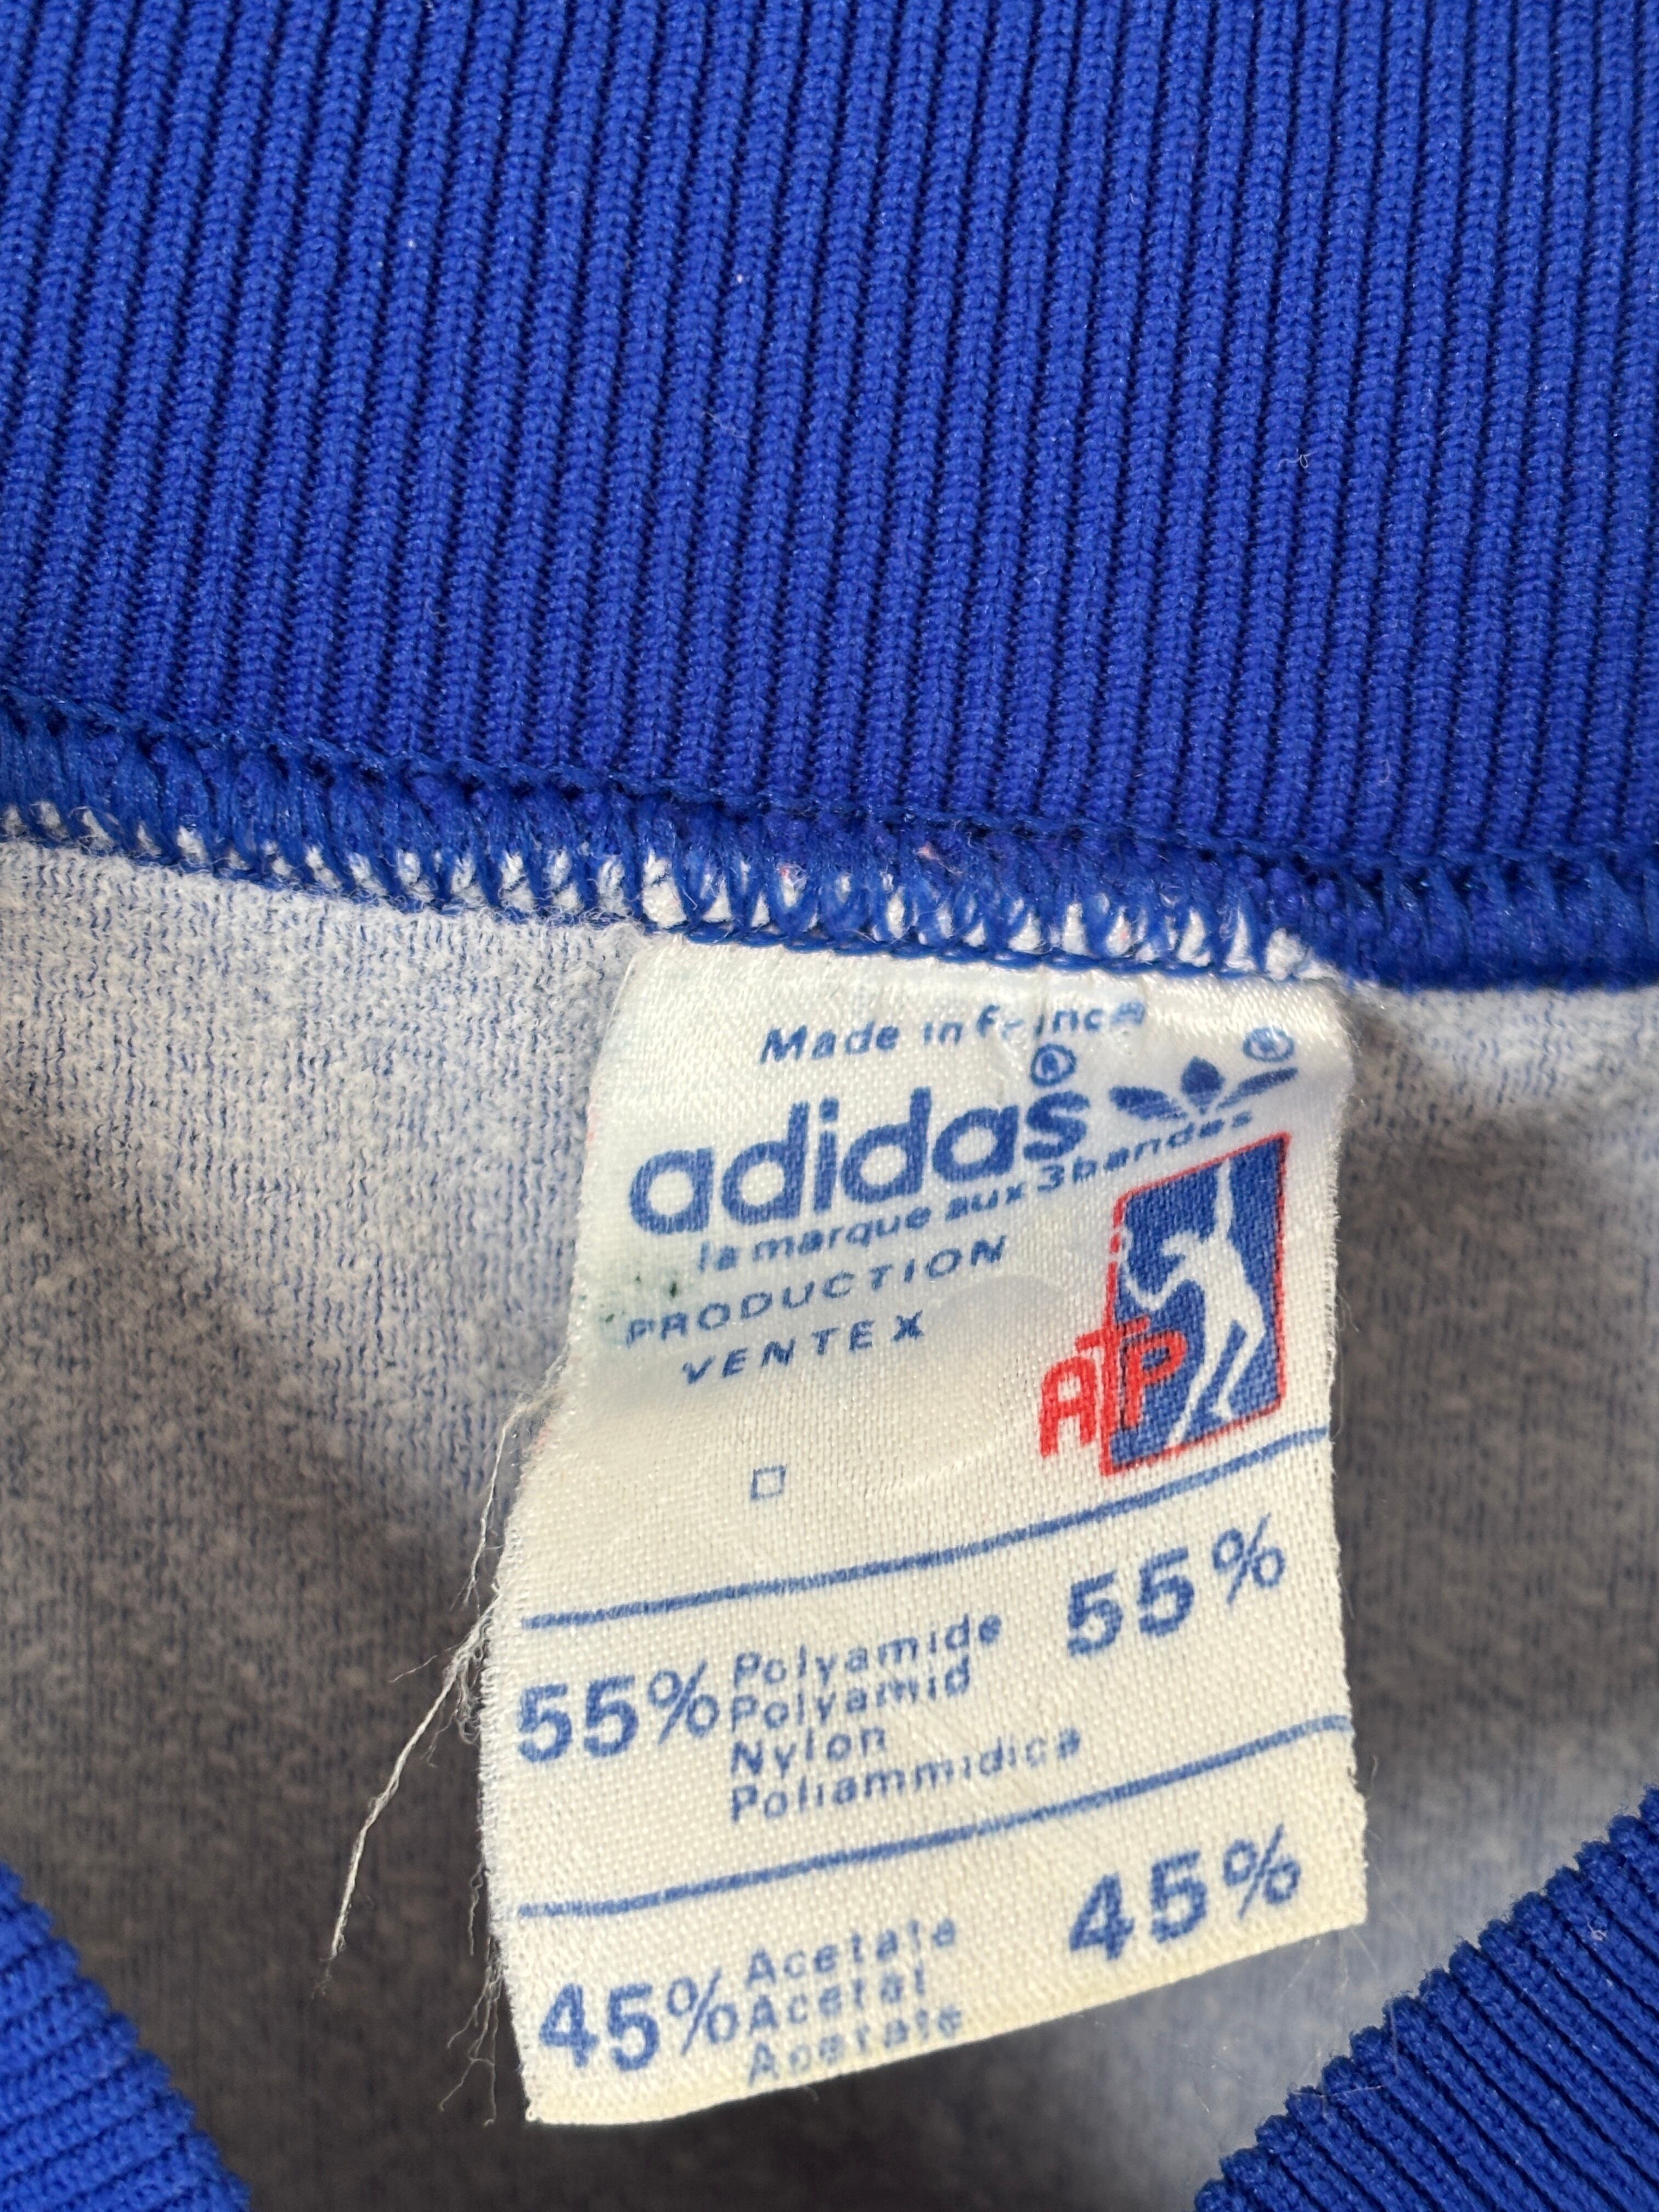 Made in France
®
adidas ®
la marque aux 3 bandes
PRODUCTION
VENTEX
ATP
55% Polyamide 55%
Polyamid
Nylon
Poliammidica
45% Acetate 45%
Acetat
Acetate